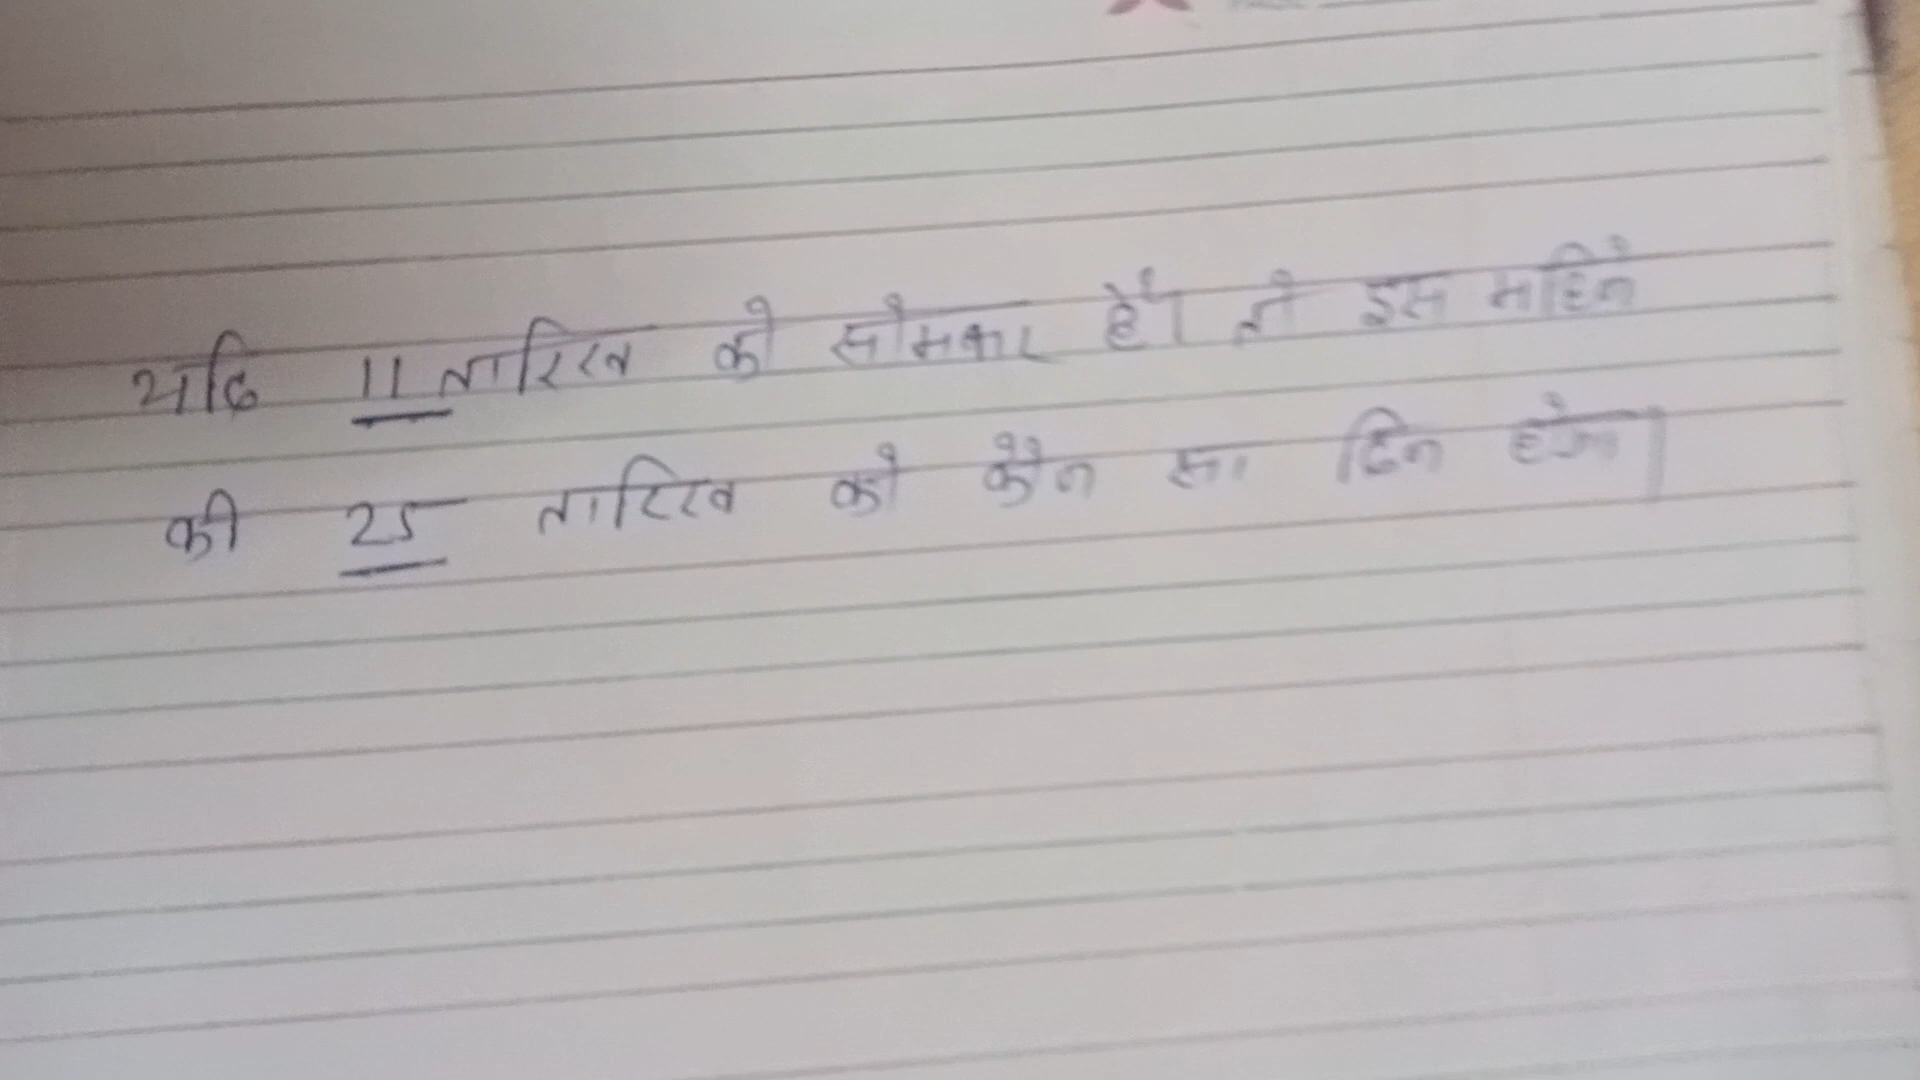 यदि 11 तारिख को सोमवार है। तो इस महिने
की 25 तारिख को कौन सा दिन होगा।